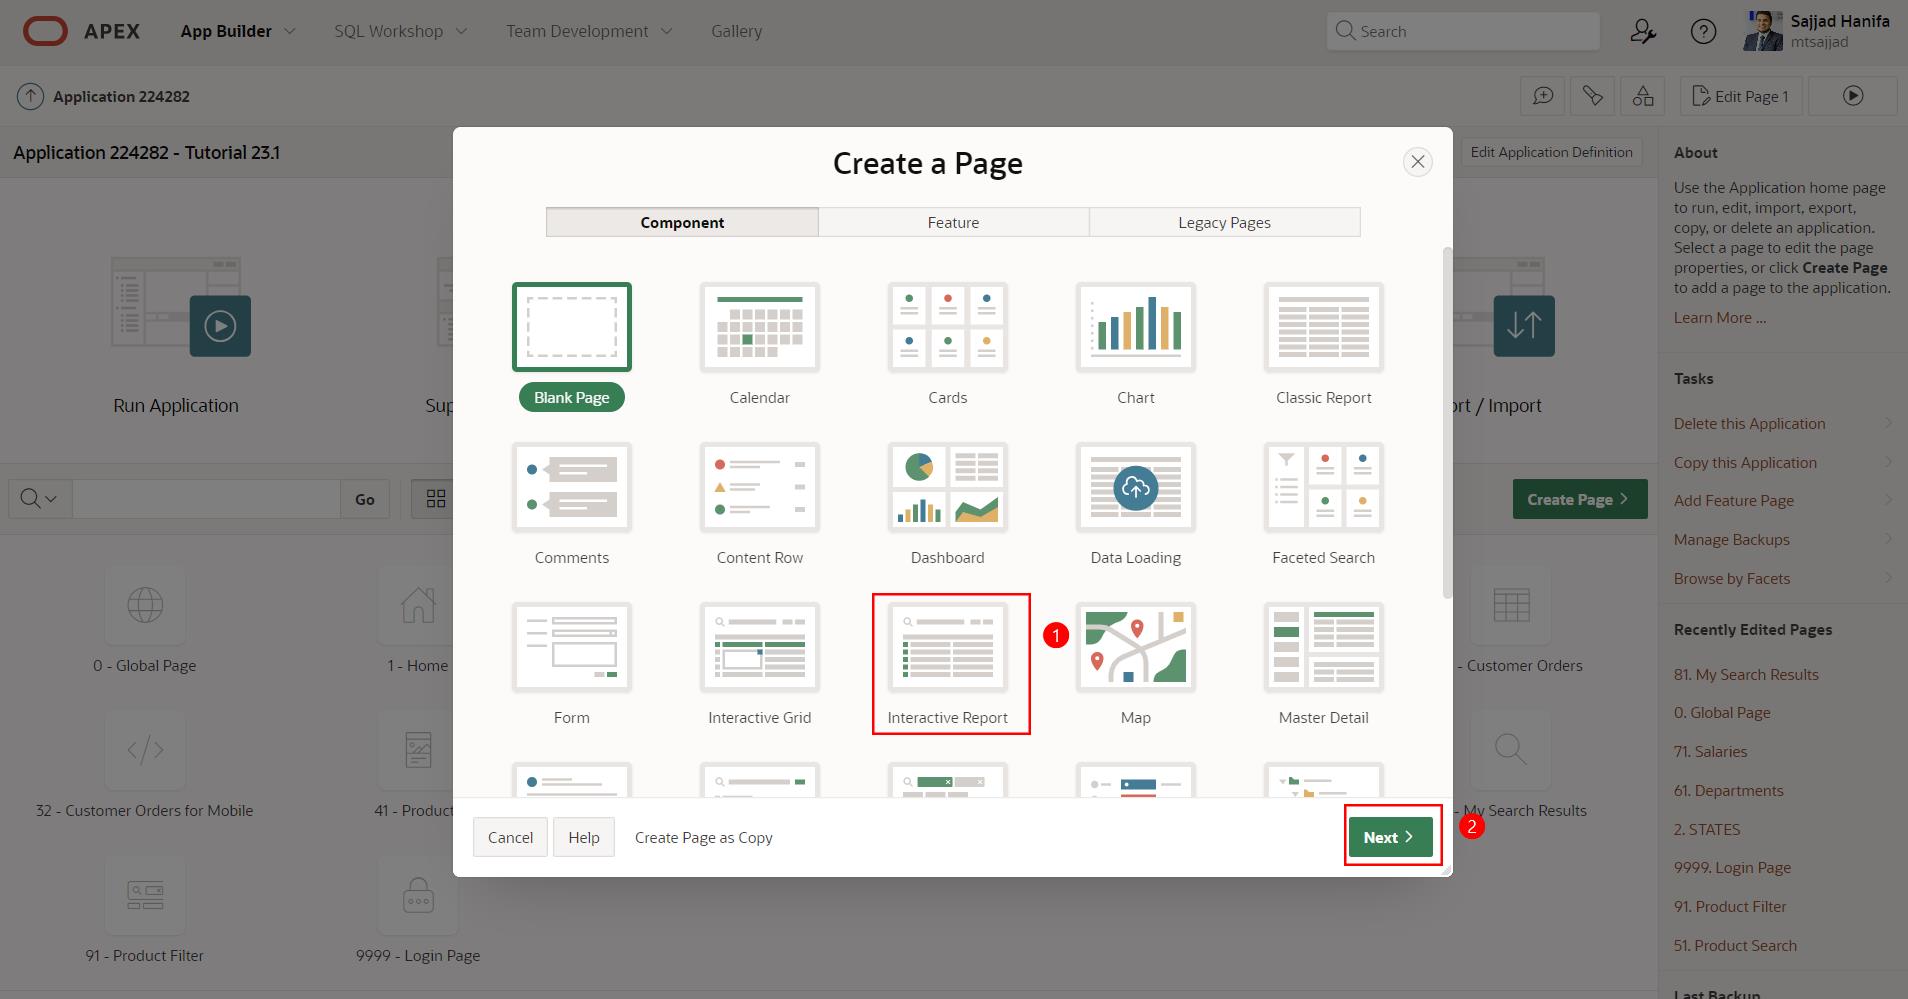 APEX
App Builder
SQL Workshop
Team Development
Gallery
Search
Sajjad Hanifa
mtsajjad
Application 224282
Edit Page 1
Application 224282 - Tutorial 23.1
Edit Application Definition
Create a Page
Component
Feature
Legacy Pages
Blank Page
Calendar
Cards
Chart
Classic Report
Comments
Content Row
Dashboard
Data Loading
Faceted Search
Form
Interactive Grid
Interactive Report
1
Map
Master Detail
Cancel
Help
Create Page as Copy
Next
2
Run Application
Sup
ort / Import
Go
Create Page
0 - Global Page
1 - Home
- Customer Orders
32 - Customer Orders for Mobile
41 - Product
- My Search Results
91 - Product Filter
9999 - Login Page
About
Use the Application home page
to run, edit, import, export,
copy, or delete an application.
Select a page to edit the page
properties, or click Create Page
to add a page to the application.
Learn More ...
Tasks
Delete this Application
Copy this Application
Add Feature Page
Manage Backups
Browse by Facets
Recently Edited Pages
81. My Search Results
0. Global Page
71. Salaries
61. Departments
2. STATES
9999. Login Page
91. Product Filter
51. Product Search
Last Backup